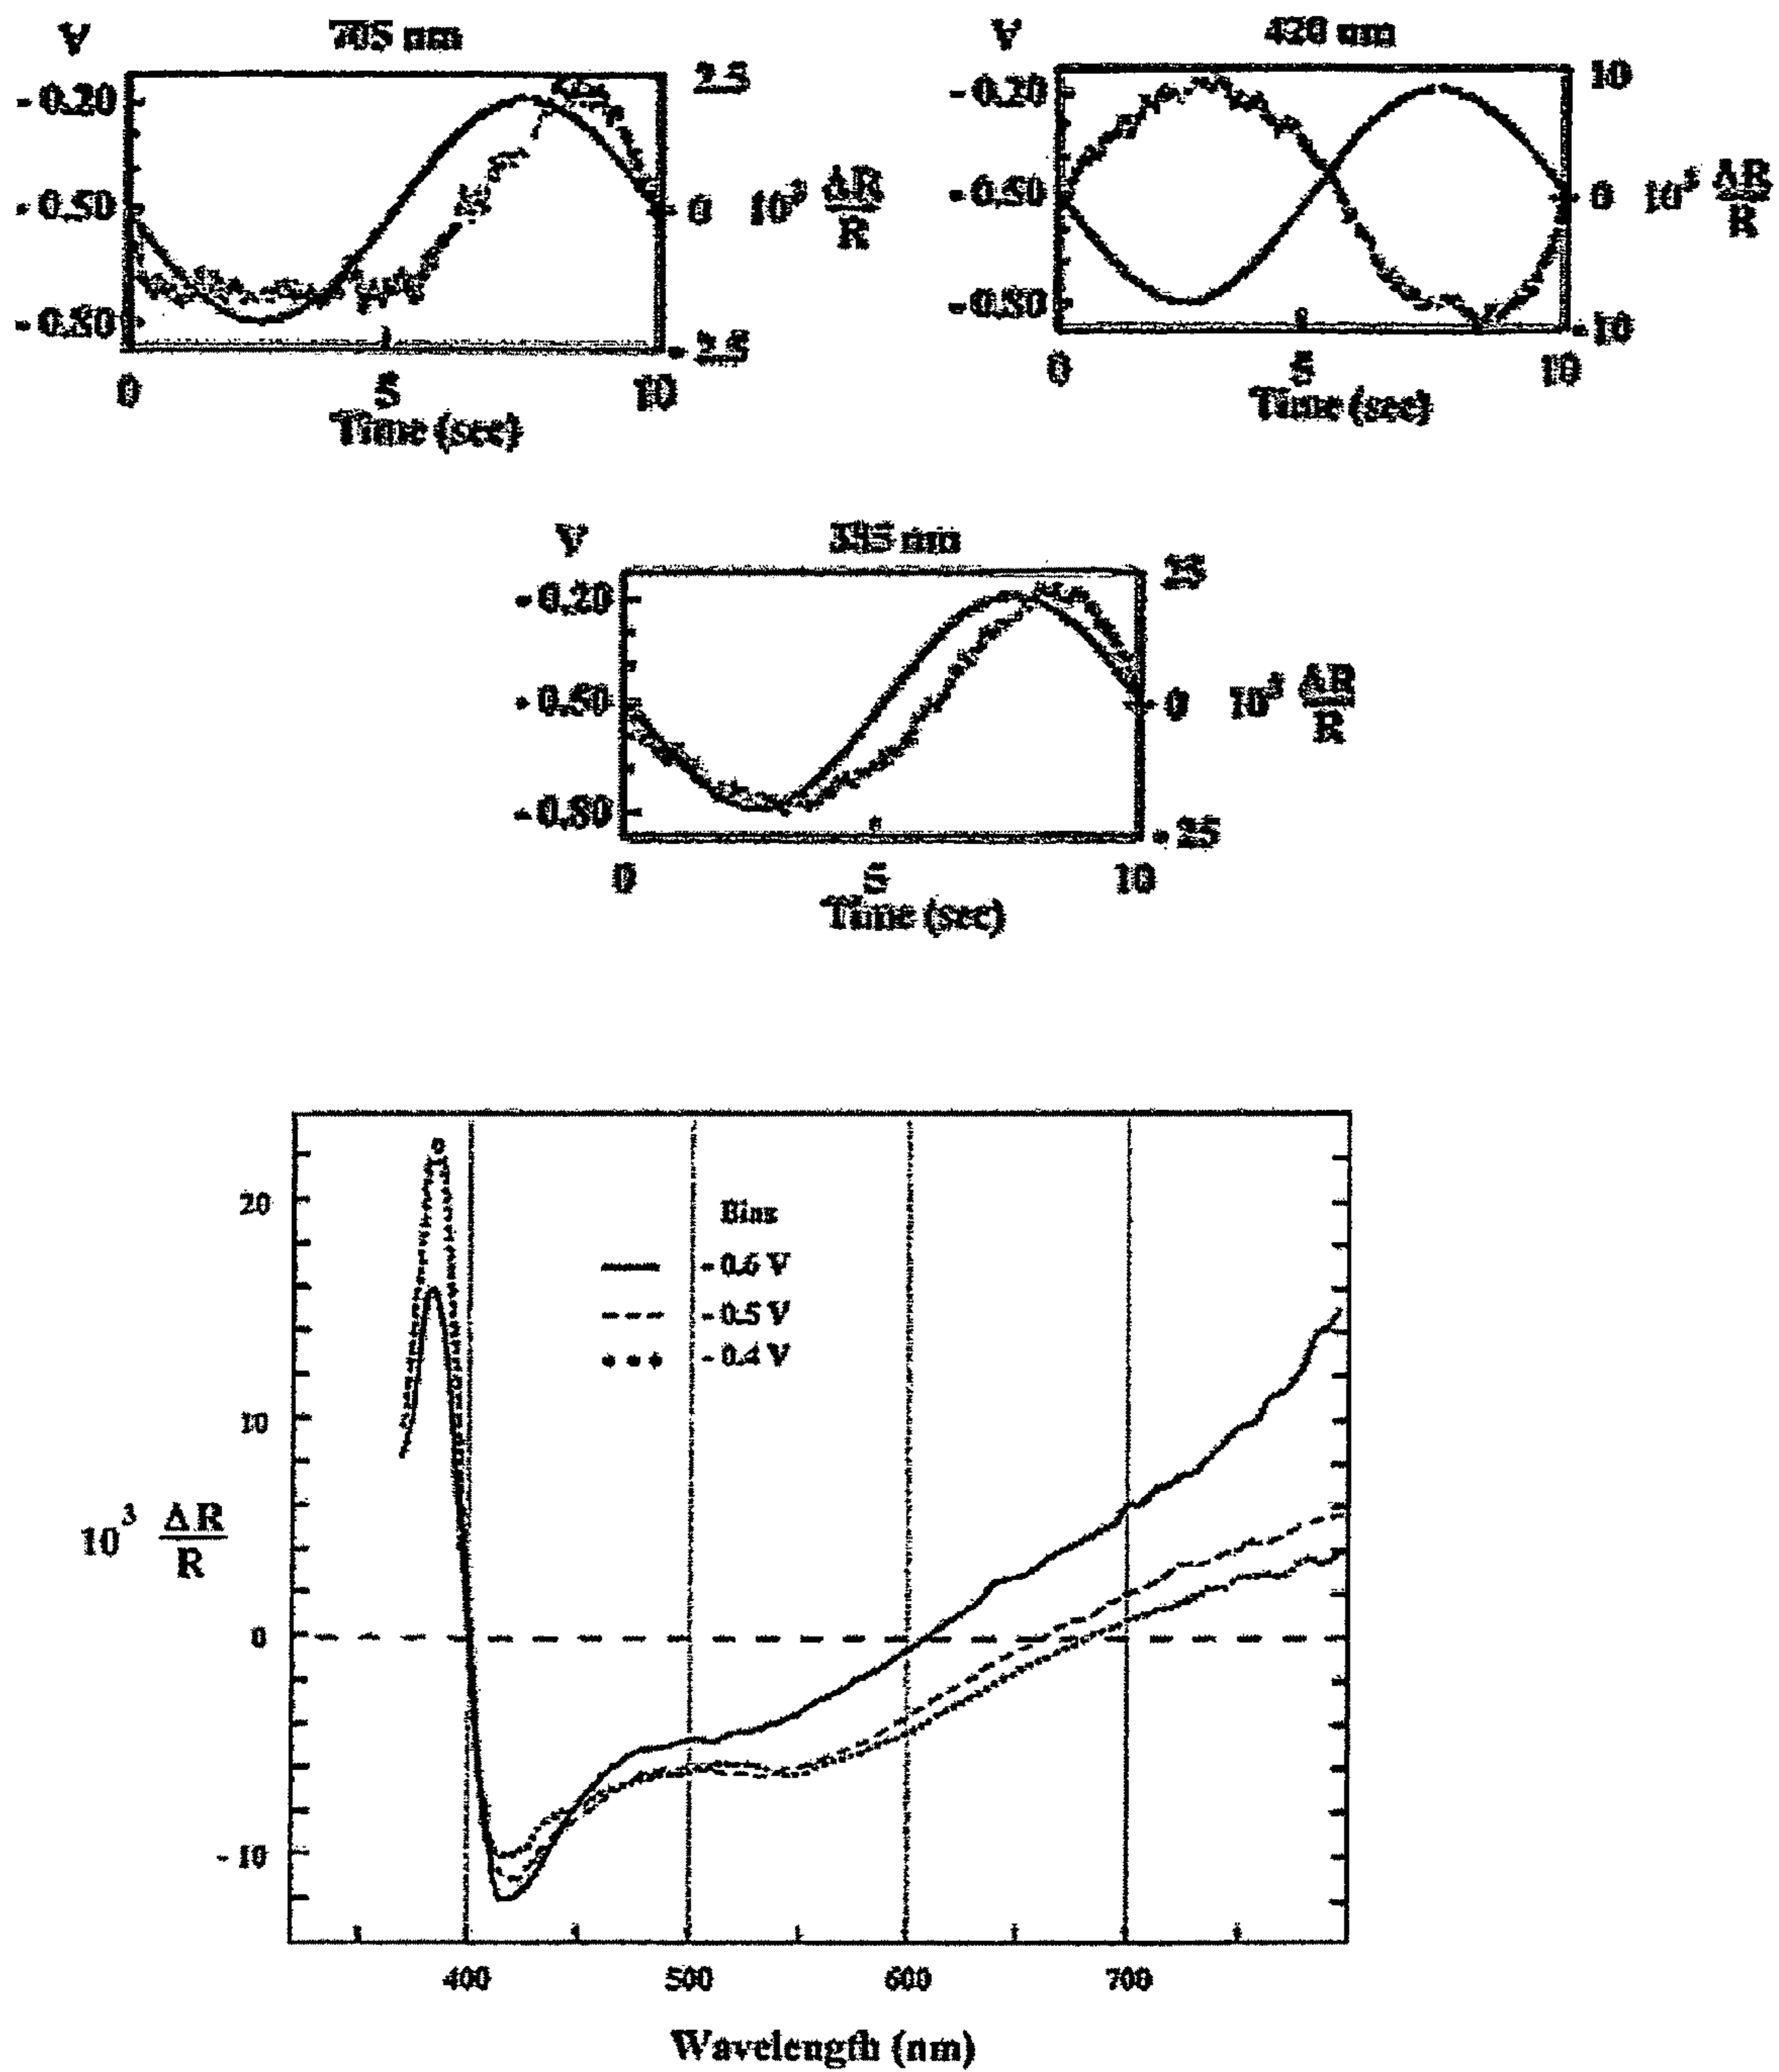 V 705 nm
- 0.20
- 0.50
- 0.80
2.5
0
- 2.5
10³ ΔR
R
0 5 10
Time (sec)
V 420 nm
- 0.20
- 0.50
- 0.80
10
0
- 10
10³ ΔR
R
0 5 10
Time (sec)
V nm
- 0.20
- 0.50
- 0.80
0
- 25
10³ ΔR
R
0 5 10
Time (sec)
20
10
0
- 10
10³ ΔR
R
Bias
- 0.6 V
- 0.5 V
- 0.4 V
400 500 600 700
Wavelength (nm)